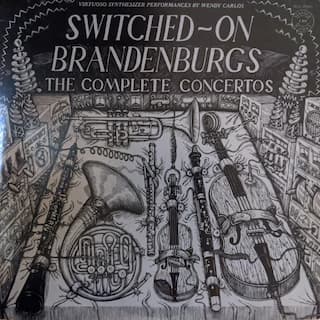 VIRTUOSO SYNTHESIZER PERFORMANCES BY WENDY CARLOS
SWITCHED~ON
BRANDENBURGS
THE COMPLETE CONCERTOS